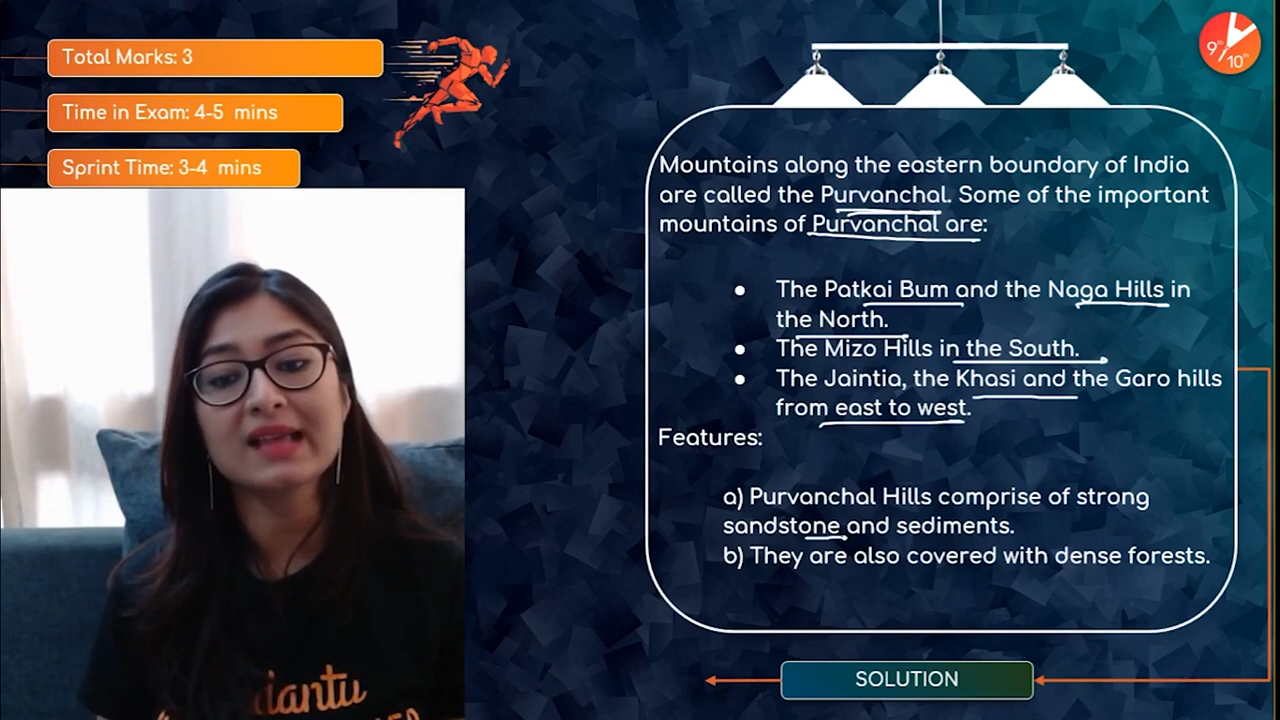 Total Marks: 3
Time in Exam: 4-5 mins
Sprint Time: 3-4 mins
9th
10th
Mountains along the eastern boundary of India
are called the Purvanchal. Some of the important
mountains of Purvanchal are:
● The Patkai Bum and the Naga Hills in
the North.
● The Mizo Hills in the South.
● The Jaintia, the Khasi and the Garo hills
from east to west.
Features:
a) Purvanchal Hills comprise of strong
sandstone and sediments.
b) They are also covered with dense forests.
SOLUTION